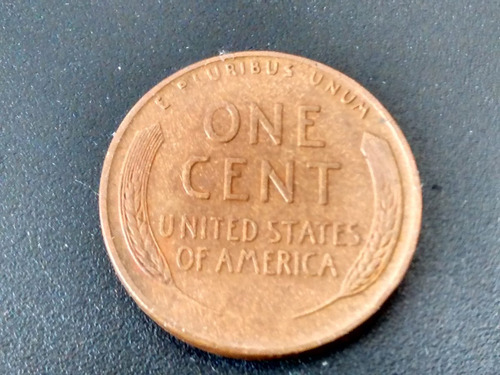 E PLURIBUS UNUM
ONE
CENT
UNITED STATES
OF AMERICA